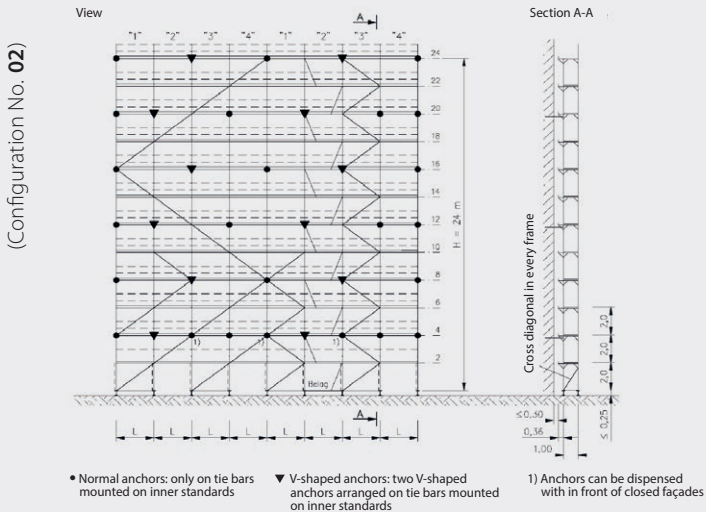 (Configuration No. 02)
View
Section A-A
A
"1" "2" "3" "4" "1" "2" "3" "4"
24
22
20
18
16
14
12
10
8
6
4
2
H = 24 m
1) 1) 1)
Belag
A
L L L L L L L L
Cross diagonal in every frame
2,0
2,0
2,0
≤ 0,25
≤ 0,30
0,36
1,00
• Normal anchors: only on tie bars
mounted on inner standards
▼ V-shaped anchors: two V-shaped
anchors arranged on tie bars mounted
on inner standards
1) Anchors can be dispensed
with in front of closed façades